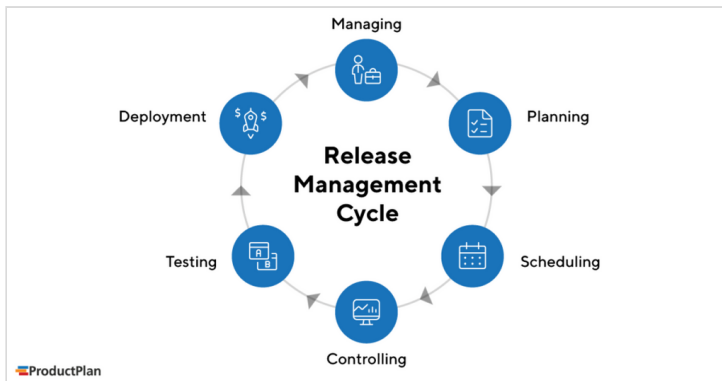 Managing
Deployment
$ $
Planning
Release
Management
Cycle
Testing
A
B
Scheduling
Controlling
ProductPlan